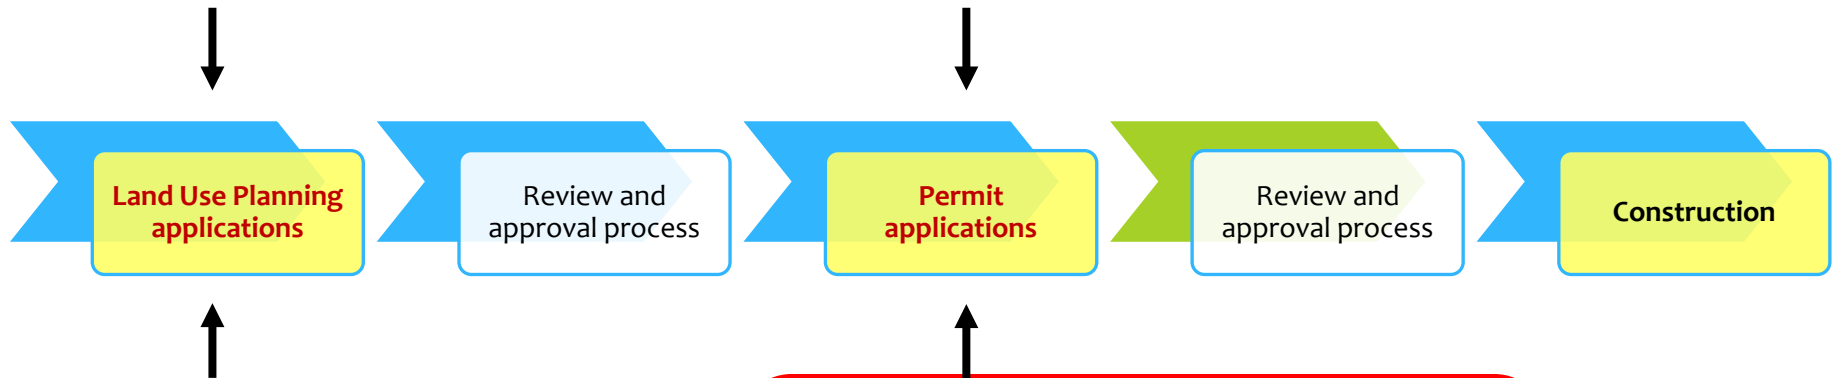 Land Use Planning
applications
Review and
approval process
Permit
applications
Review and
approval process
Construction